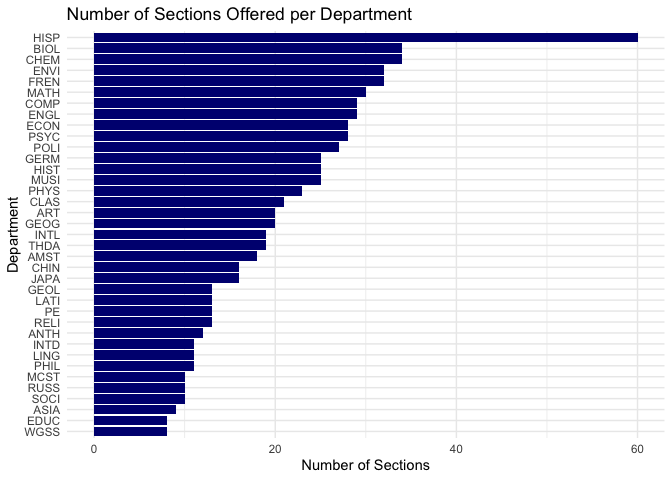 Number of Sections Offered per Department
HISP
BIOL
CHEM
ENVI
FREN
MATH
COMP
ENGL
ECON
PSYC
POLI
GERM
HIST
MUSI
PHYS
CLAS
ART
GEOG
INTL
THDA
AMST
CHIN
JAPA
GEOL
LATI
PE
RELI
ANTH
INTD
LING
PHIL
MCST
RUSS
SOCI
ASIA
EDUC
WGSS
Department
0 20 40 60
Number of Sections